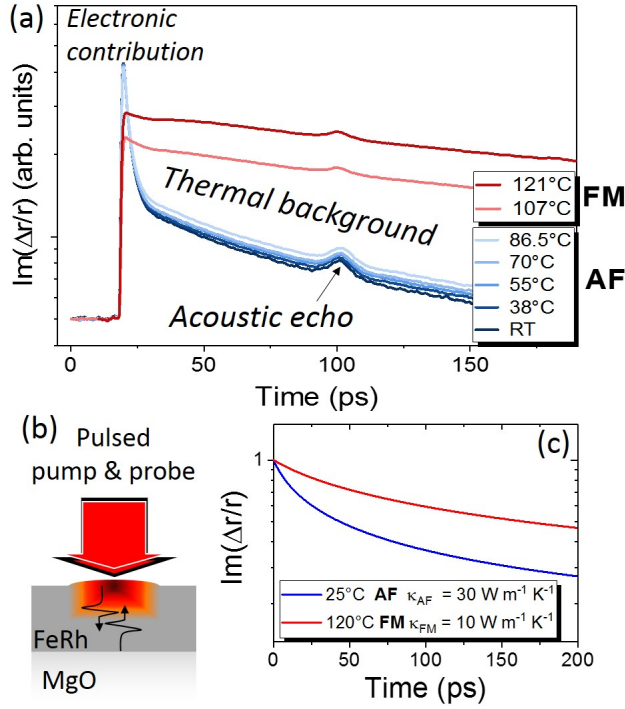 (a)
Electronic
contribution
Im(Δr/r) (arb. units)
Thermal background
Acoustic echo
121°C
107°C
FM
86.5°C
70°C
55°C
38°C
RT
AF
0 50 100 150
Time (ps)
(b)
Pulsed
pump & probe
FeRh
MgO
(c)
1
Im(Δr/r)
25°C AF κAF = 30 W m⁻¹ K⁻¹
120°C FM κFM = 10 W m⁻¹ K⁻¹
0 50 100 150 200
Time (ps)